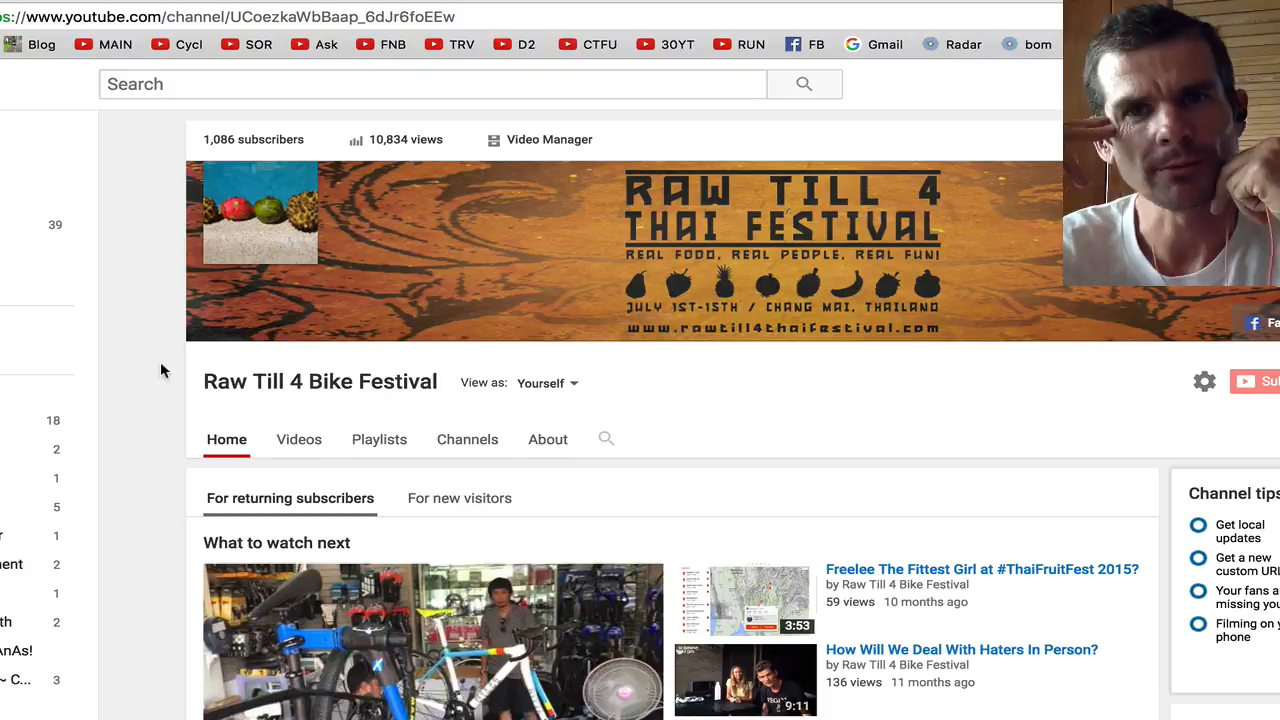 www.youtube.com/channel/UCoezkaWbBaap_6dJr6foEEw
Blog MAIN Cycl SOR Ask FNB TRV D2 CTFU 30YT RUN FB Gmail Radar bom
Search
1,086 subscribers 10,834 views Video Manager
RAW TILL 4
THAI FESTIVAL
REAL FOOD, REAL PEOPLE, REAL FUN!
JULY 1ST-15TH / CHANG MAI, THAILAND
www.rawtill4thaifestival.com
39
Raw Till 4 Bike Festival View as: Yourself
18
Home Videos Playlists Channels About
2
1
For returning subscribers For new visitors
Channel tips
5
Get local
updates
1
What to watch next
Get a new
custom URL
2
Freelee The Fittest Girl at #ThaiFruitFest 2015?
by Raw Till 4 Bike Festival
59 views 10 months ago
3:53
1
Your fans a
missing you
2
Filming on y
phone
AnAs!
How Will We Deal With Haters In Person?
by Raw Till 4 Bike Festival
~ C... 3
136 views 11 months ago
9:11